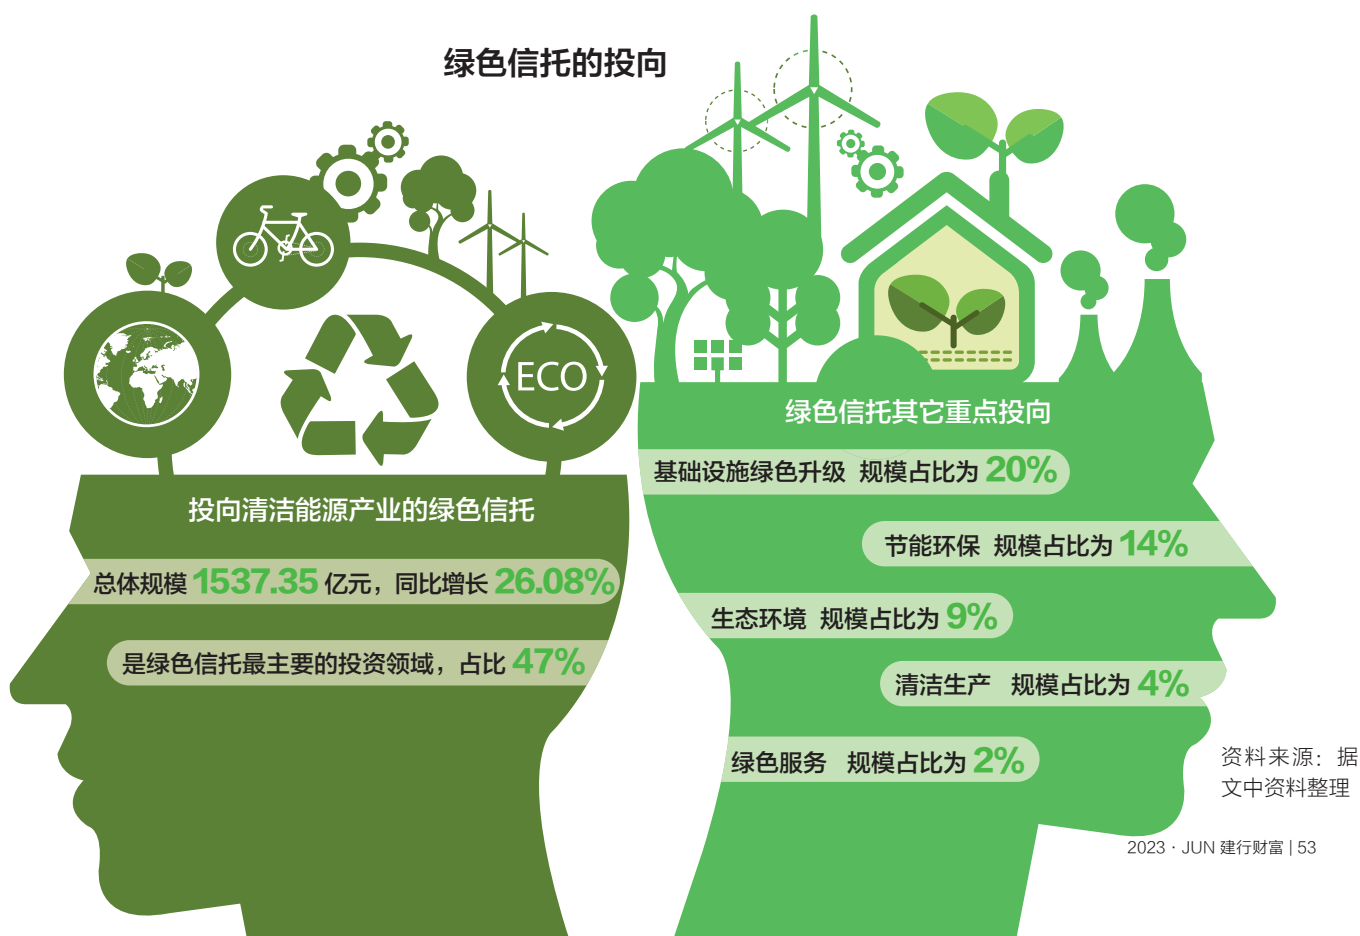 绿色信托的投向
ECO
投向清洁能源产业的绿色信托
总体规模 1537.35 亿元，同比增长 26.08%
是绿色信托最主要的投资领域，占比 47%
绿色信托其它重点投向
基础设施绿色升级 规模占比为 20%
节能环保 规模占比为 14%
生态环境 规模占比为 9%
清洁生产 规模占比为 4%
绿色服务 规模占比为 2%
资料来源：据
文中资料整理
2023 · JUN 建行财富 | 53